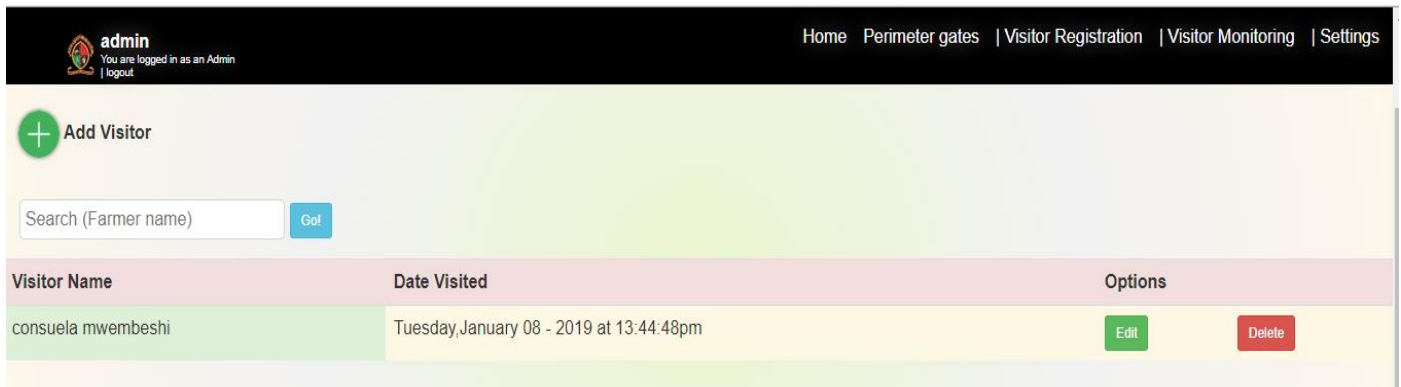 admin
You are logged in as an Admin
| logout
Home Perimeter gates | Visitor Registration | Visitor Monitoring | Settings
Add Visitor
Search (Farmer name) Go!
Visitor Name Date Visited Options
consuela mwembeshi Tuesday,January 08 - 2019 at 13:44:48pm Edit Delete